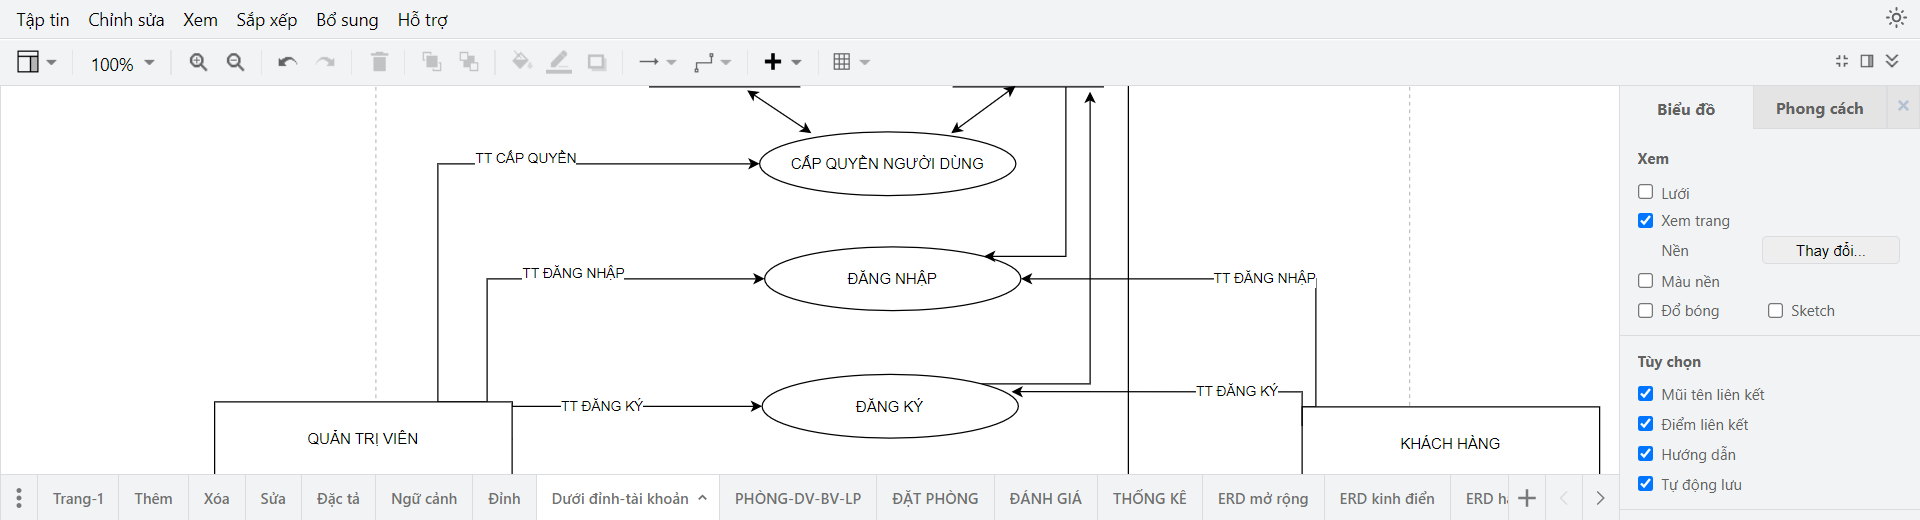 Tập tin Chỉnh sửa Xem Sắp xếp Bổ sung Hỗ trợ
100%
Biểu đồ Phong cách
TT CẤP QUYỀN
CẤP QUYỀN NGƯỜI DÙNG
TT ĐĂNG NHẬP
ĐĂNG NHẬP
TT ĐĂNG NHẬP
TT ĐĂNG KÝ
ĐĂNG KÝ
TT ĐĂNG KÝ
QUẢN TRỊ VIÊN
KHÁCH HÀNG
Xem
Lưới
Xem trang
Nền Thay đổi...
Màu nền
Đổ bóng Sketch
Tùy chọn
Mũi tên liên kết
Điểm liên kết
Hướng dẫn
Tự động lưu
Trang-1 Thêm Xóa Sửa Đặc tả Ngữ cảnh Đỉnh Dưới đỉnh-tài khoản PHÒNG-DV-BV-LP ĐẶT PHÒNG ĐÁNH GIÁ THỐNG KÊ ERD mở rộng ERD kinh điển ERD